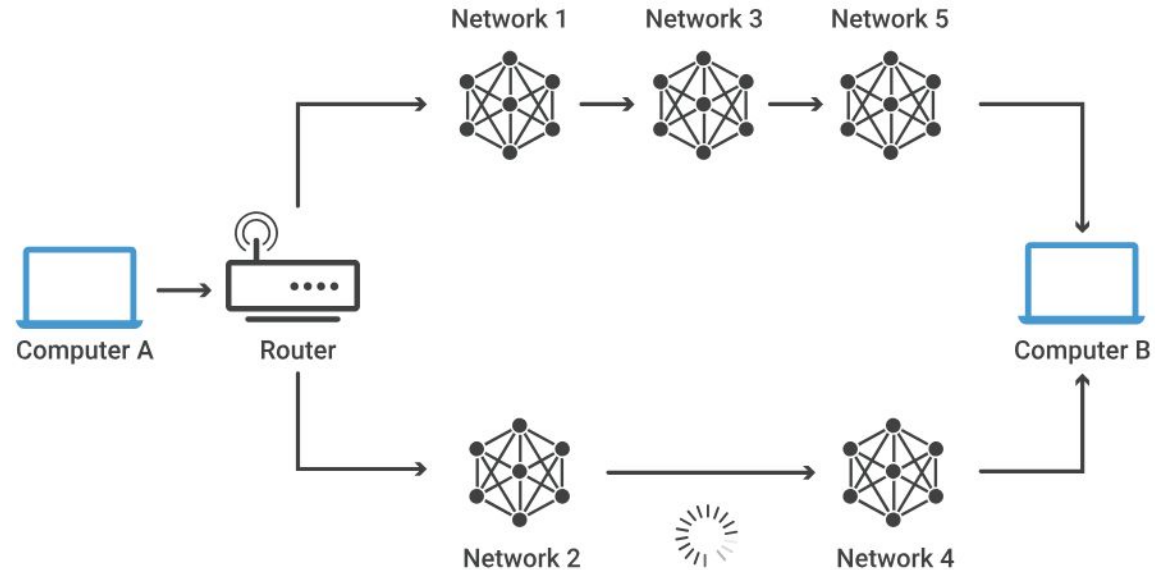 Network 1
Network 3
Network 5
Computer A
Router
Computer B
Network 2
Network 4